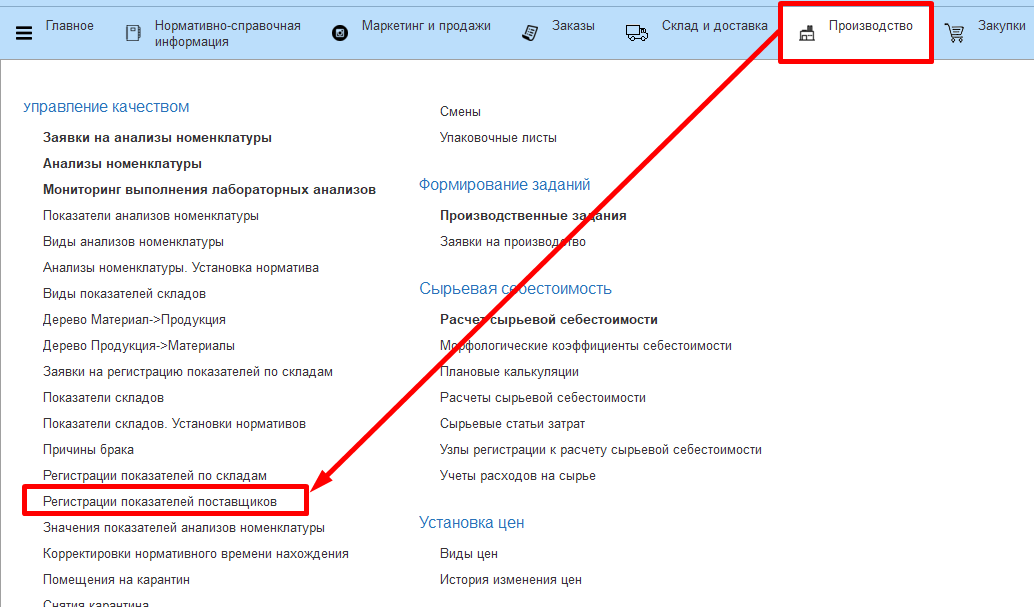 Главное
Нормативно-справочная
информация
Маркетинг и продажи
Заказы
Склад и доставка
Производство
Закупки
Управление качеством
Заявки на анализы номенклатуры
Анализы номенклатуры
Мониторинг выполнения лабораторных анализов
Показатели анализов номенклатуры
Виды анализов номенклатуры
Анализы номенклатуры. Установка норматива
Виды показателей складов
Дерево Материал->Продукция
Дерево Продукция->Материалы
Заявки на регистрацию показателей по складам
Показатели складов
Показатели складов. Установки нормативов
Причины брака
Регистрации показателей по складам
Регистрации показателей поставщиков
Значения показателей анализов номенклатуры
Корректировки нормативного времени нахождения
Помещения на карантин
Снятия карантина
Смены
Упаковочные листы
Формирование заданий
Производственные задания
Заявки на производство
Сырьевая себестоимость
Расчет сырьевой себестоимости
Морфологические коэффициенты себестоимости
Плановые калькуляции
Расчеты сырьевой себестоимости
Сырьевые статьи затрат
Узлы регистрации к расчету сырьевой себестоимости
Учеты расходов на сырье
Установка цен
Виды цен
История изменения цен